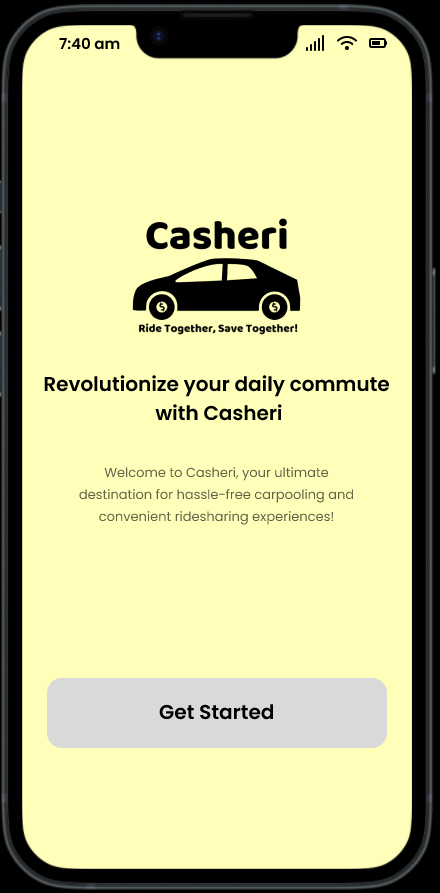 7:40 am
Casheri
Ride Together, Save Together!
Revolutionize your daily commute
with Casheri
Welcome to Casheri, your ultimate
destination for hassle-free carpooling and
convenient ridesharing experiences!
Get Started